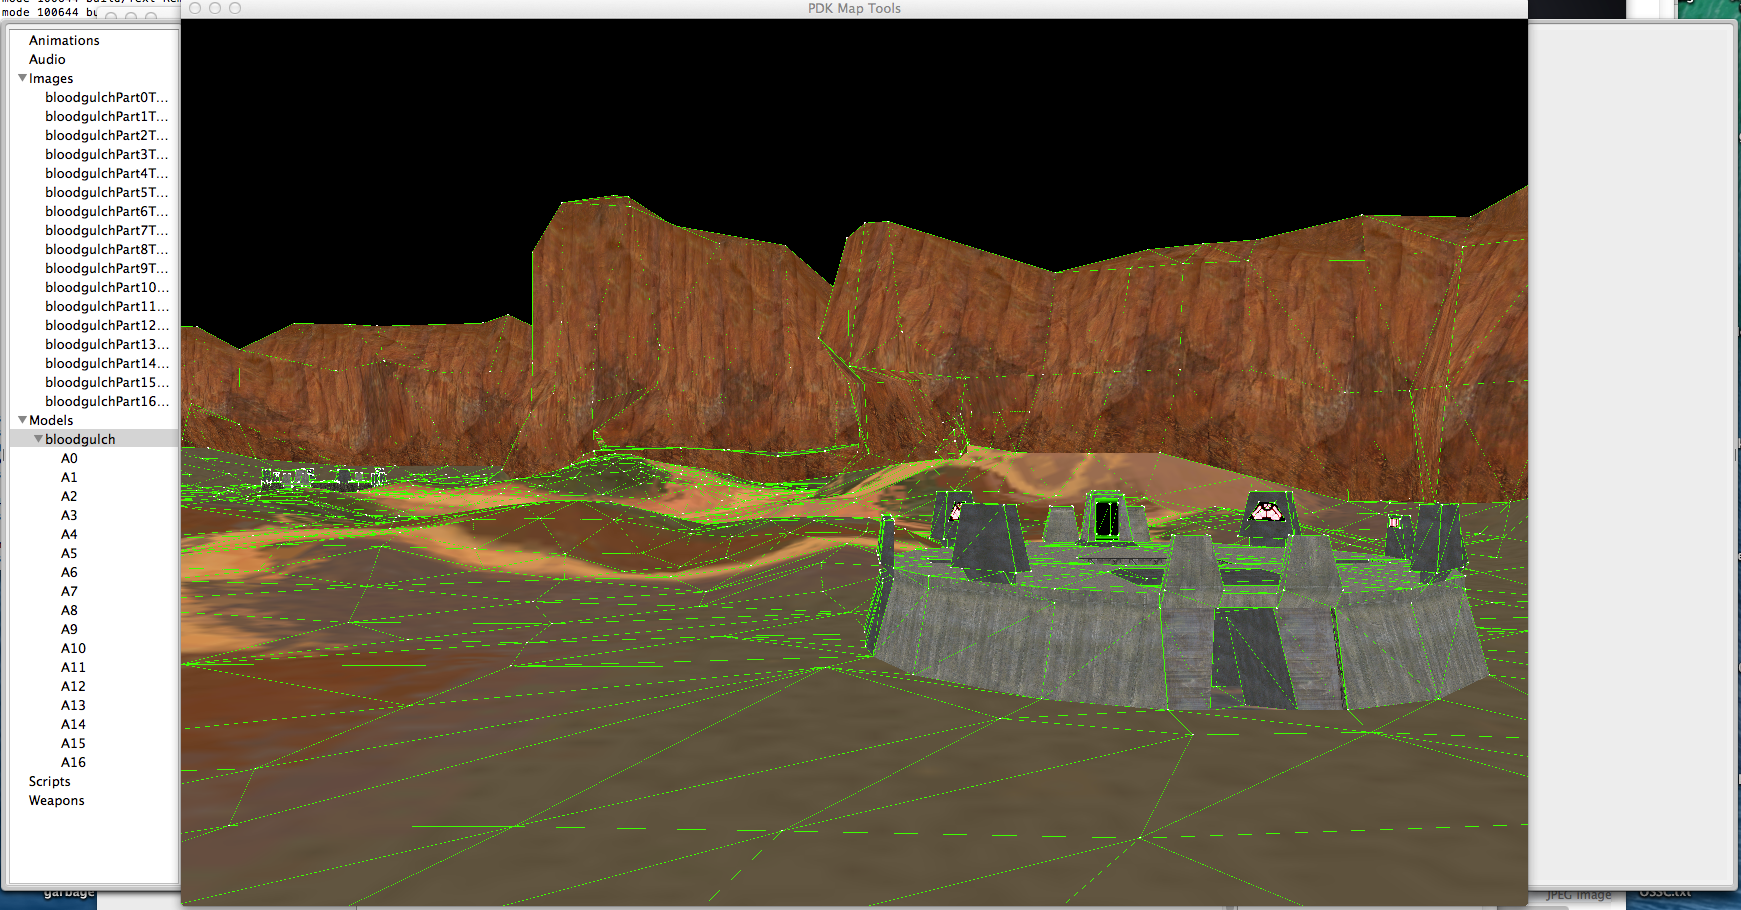 mode 100644 bu
PDK Map Tools
Animations
Audio
Images
bloodgulchPart0T...
bloodgulchPart1T...
bloodgulchPart2T...
bloodgulchPart3T...
bloodgulchPart4T...
bloodgulchPart5T...
bloodgulchPart6T...
bloodgulchPart7T...
bloodgulchPart8T...
bloodgulchPart9T...
bloodgulchPart10...
bloodgulchPart11...
bloodgulchPart12...
bloodgulchPart13...
bloodgulchPart14...
bloodgulchPart15...
bloodgulchPart16...
Models
bloodgulch
A0
A1
A2
A3
A4
A5
A6
A7
A8
A9
A10
A11
A12
A13
A14
A15
A16
Scripts
Weapons
garbage
JPEG image
OSSC.txt